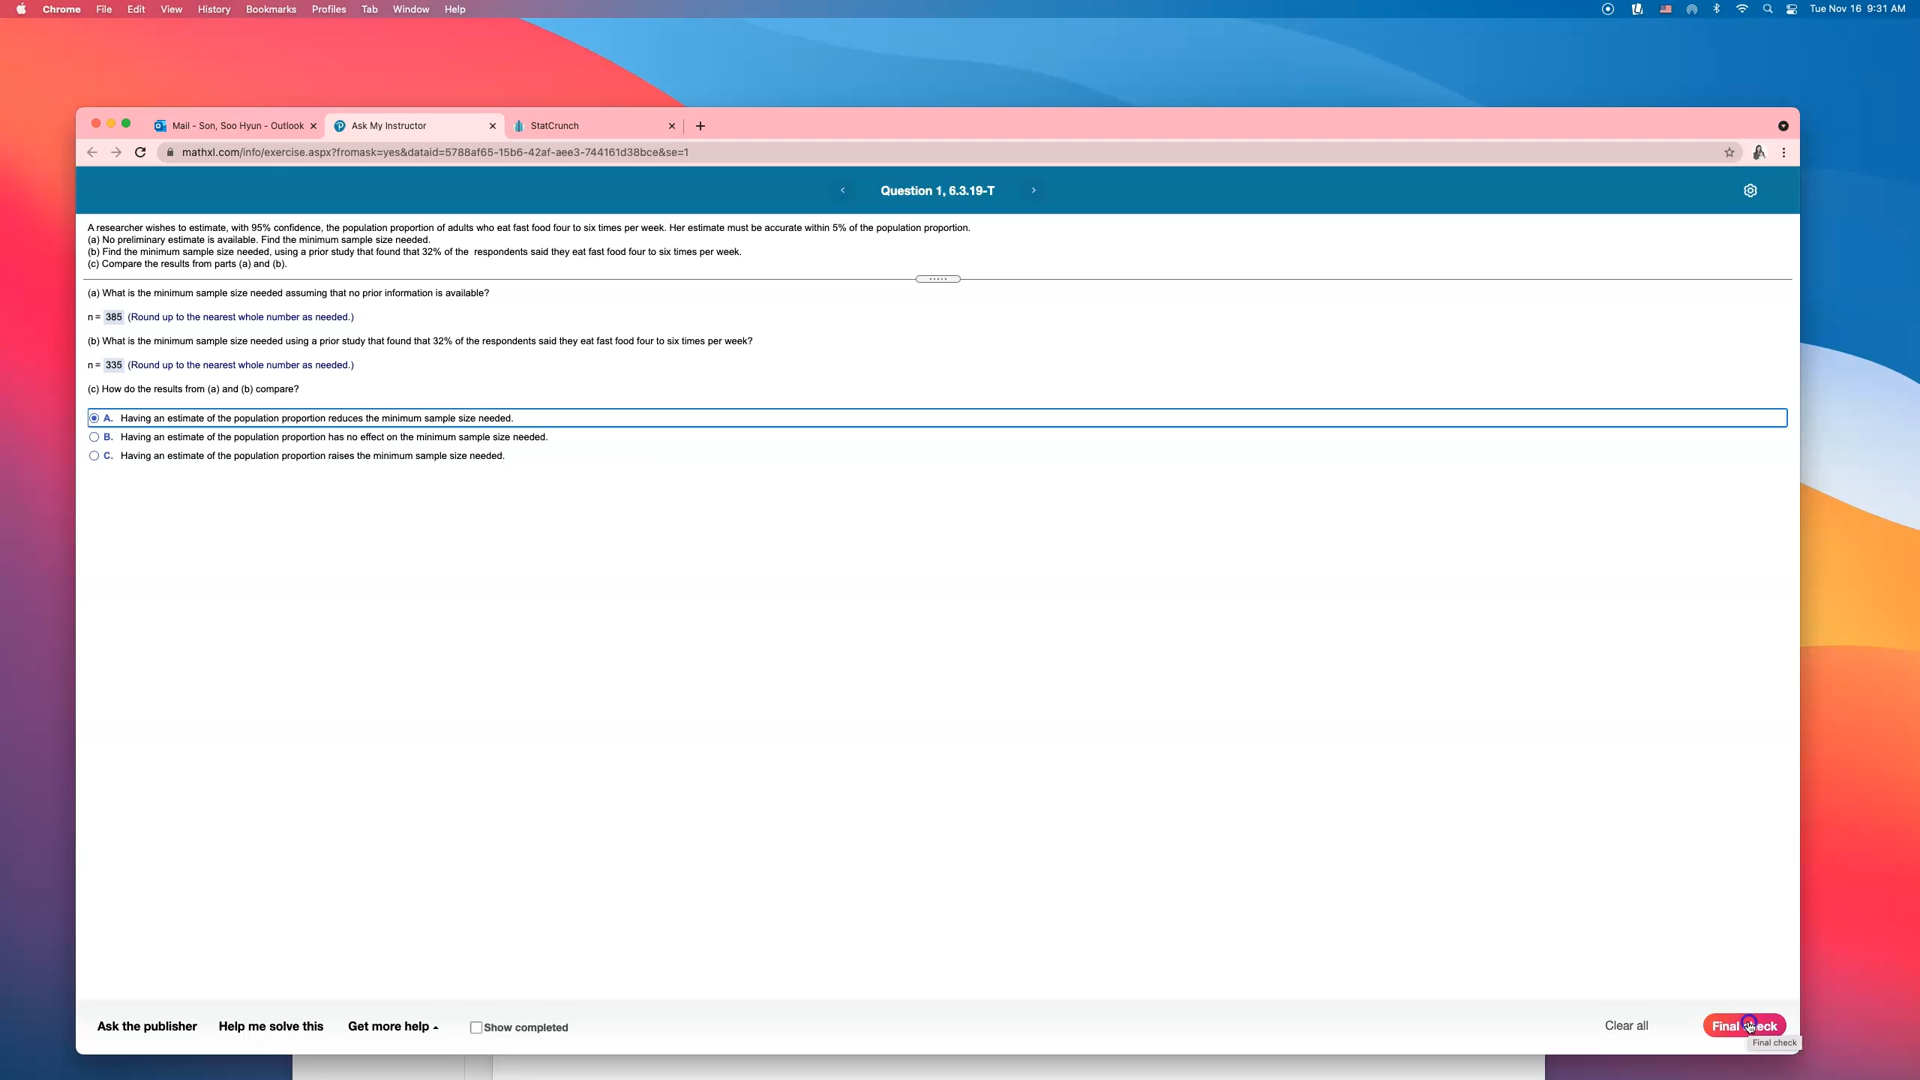 Chrome File Edit View History Bookmarks Profiles Tab Window Help Tue Nov 16 9:31 AM
Mail - Son, Soo Hyun - Outlook Ask My Instructor StatCrunch
mathxl.com/info/exercise.aspx?fromask=yes&dataid=5788af65-15b6-42af-aee3-744161d38bce&se=1
Question 1, 6.3.19-T
A researcher wishes to estimate, with 95% confidence, the population proportion of adults who eat fast food four to six times per week. Her estimate must be accurate within 5% of the population proportion.
(a) No preliminary estimate is available. Find the minimum sample size needed.
(b) Find the minimum sample size needed, using a prior study that found that 32% of the respondents said they eat fast food four to six times per week.
(c) Compare the results from parts (a) and (b).
(a) What is the minimum sample size needed assuming that no prior information is available?
n = 385 (Round up to the nearest whole number as needed.)
(b) What is the minimum sample size needed using a prior study that found that 32% of the respondents said they eat fast food four to six times per week?
n = 335 (Round up to the nearest whole number as needed.)
(c) How do the results from (a) and (b) compare?
A. Having an estimate of the population proportion reduces the minimum sample size needed.
B. Having an estimate of the population proportion has no effect on the minimum sample size needed.
C. Having an estimate of the population proportion raises the minimum sample size needed.
Ask the publisher Help me solve this Get more help Show completed Clear all Final check
Final check